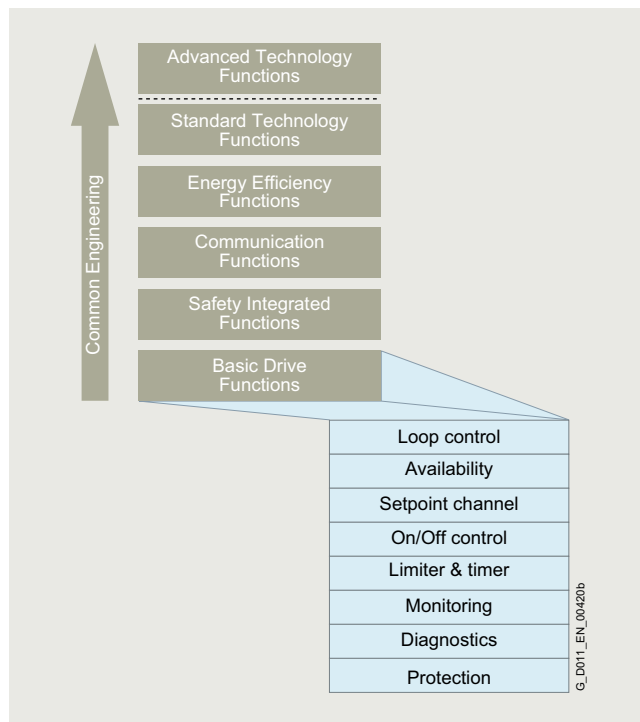 Advanced Technology
Functions
Standard Technology
Functions
Energy Efficiency
Functions
Communication
Functions
Safety Integrated
Functions
Basic Drive
Functions
Common Engineering
Loop control
Availability
Setpoint channel
On/Off control
Limiter & timer
Monitoring
Diagnostics
Protection
G_D011_EN_00420b